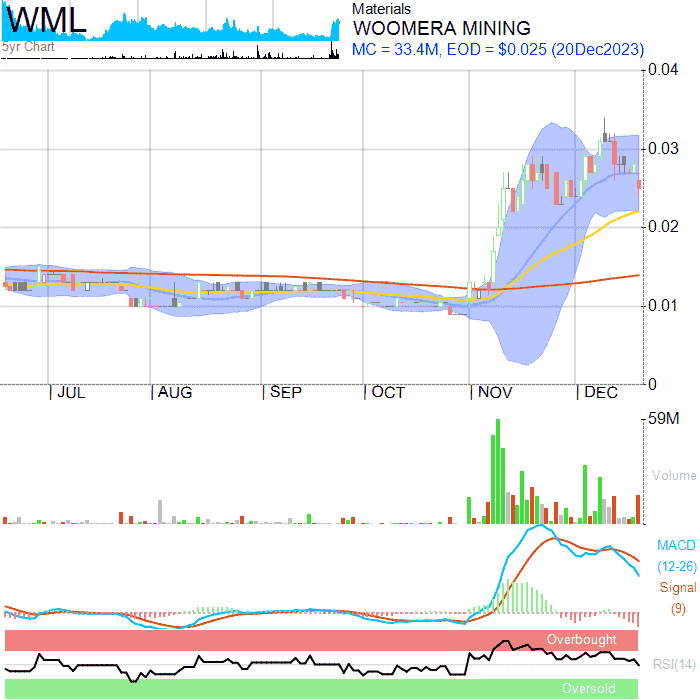 WML
5yr Chart
Materials
WOOMERA MINING
MC = 33.4M, EOD = $0.025 (20Dec2023)
0.04
0.03
0.02
0.01
0
JUL AUG SEP OCT NOV DEC
59M
Volume
MACD
(12-26)
Signal
(9)
Overbought
RSI(14)
Oversold